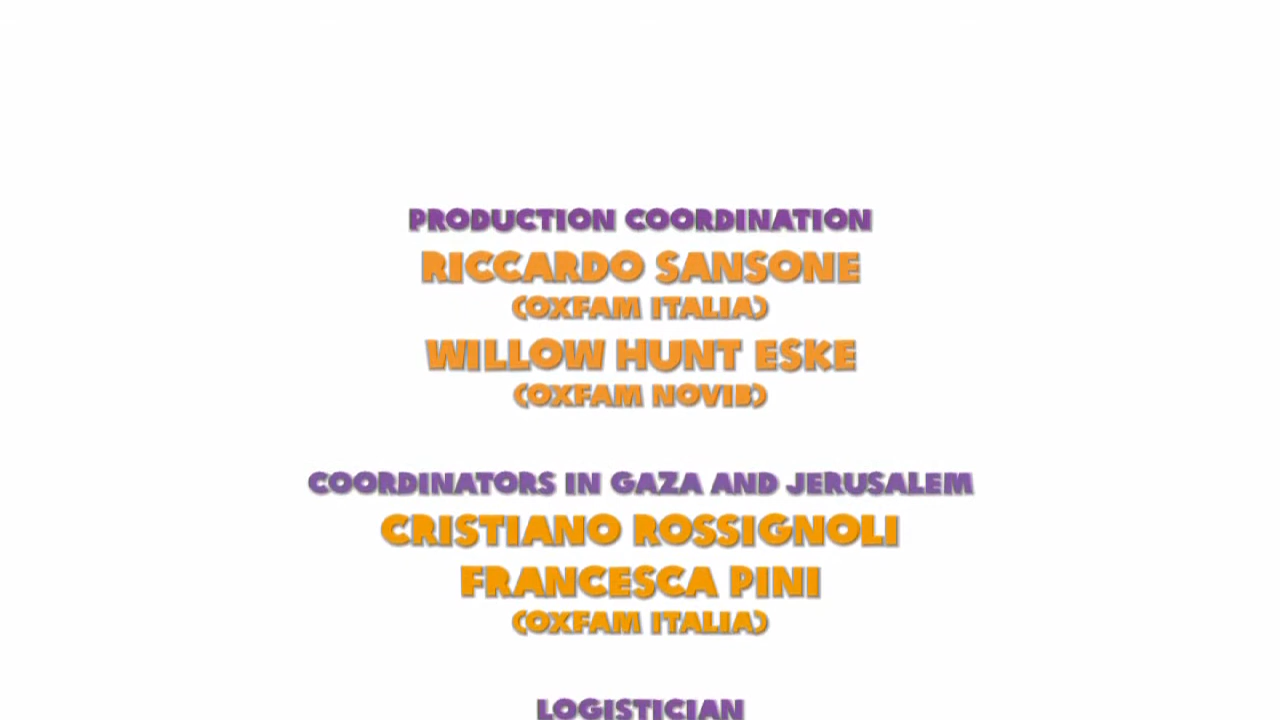 PRODUCTION COORDINATION
RICCARDO SANSONE
(OXFAM ITALIA)
WILLOW HUNT ESKE
(OXFAM NOVIB)
COORDINATORS IN GAZA AND JERUSALEM
CRISTIANO ROSSIGNOLI
FRANCESCA PINI
(OXFAM ITALIA)
LOGISTICIAN